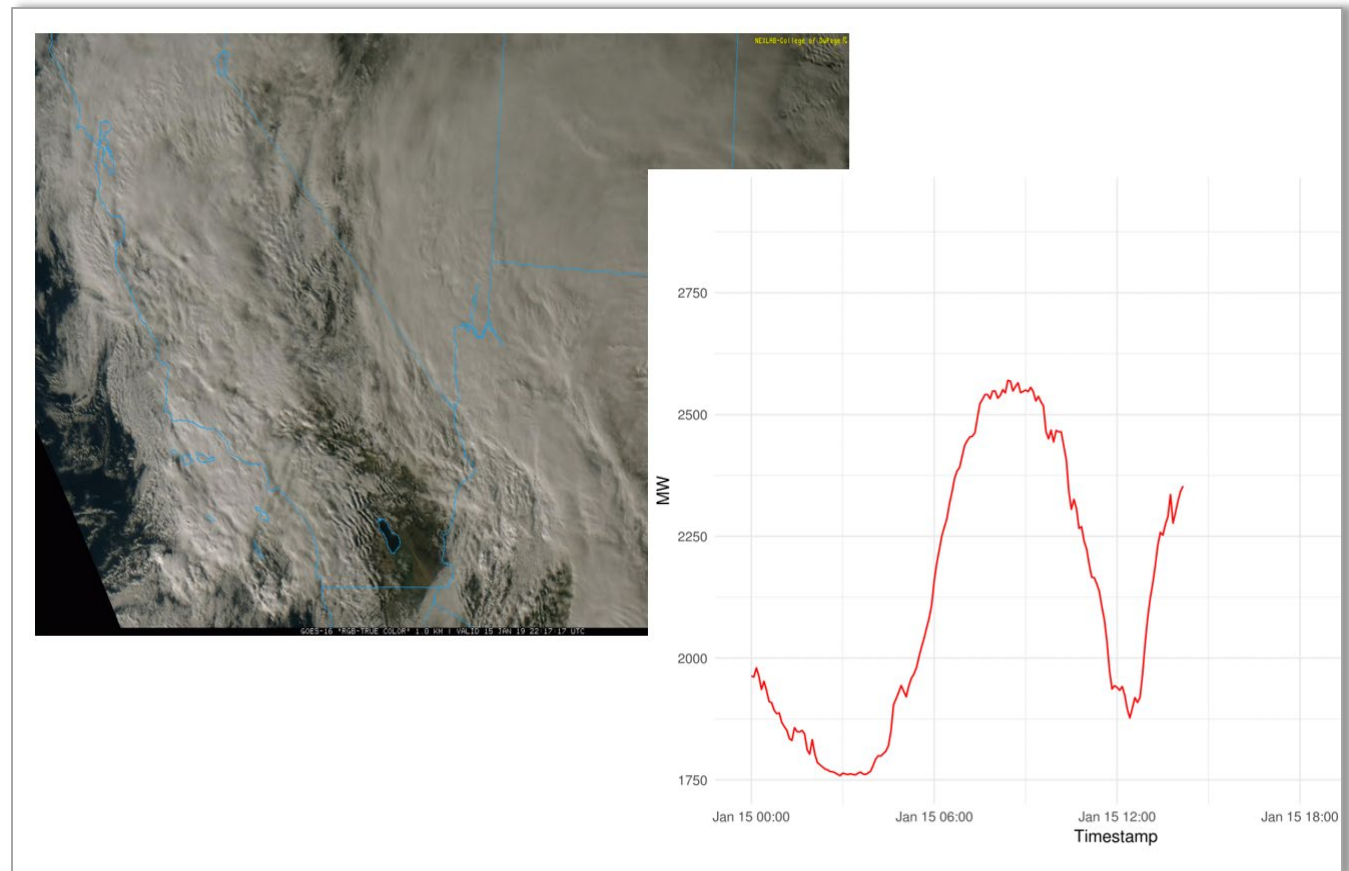 NEXLAB-College of DuPage
GOES-16 "RGB-TRUE COLOR" 1.0 KM | VALID 15 JAN 19 22:17:17 UTC
2750
2500
2250
2000
1750
MW
Jan 15 00:00 Jan 15 06:00 Jan 15 12:00 Jan 15 18:00
Timestamp